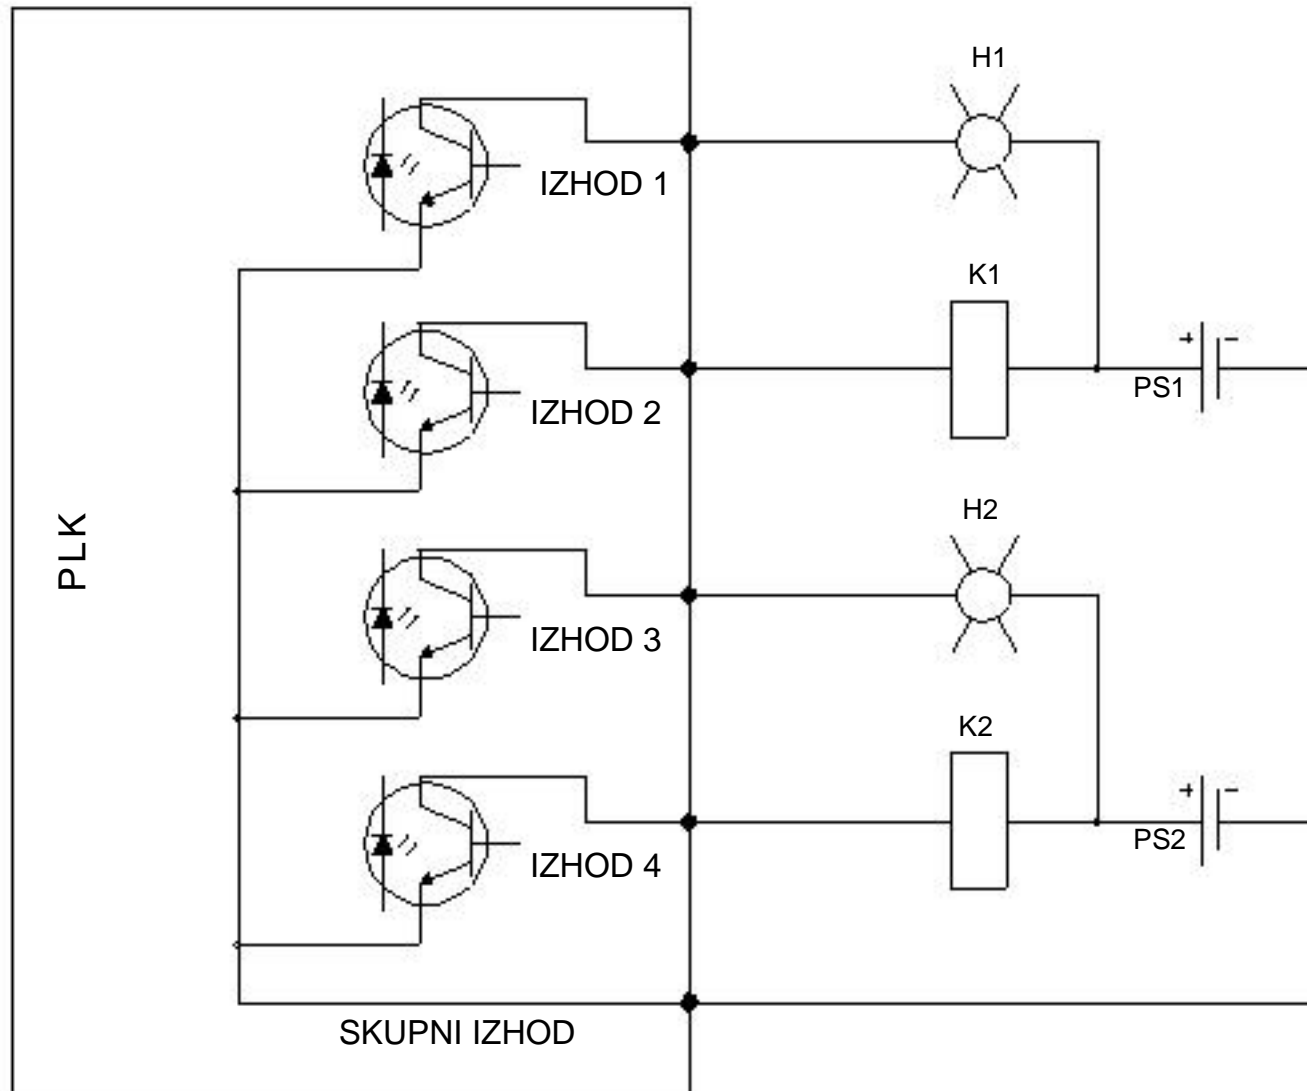 H1
IZHOD 1
K1
+ -
PS1
IZHOD 2
H2
PLK
IZHOD 3
K2
+ -
PS2
IZHOD 4
SKUPNI IZHOD